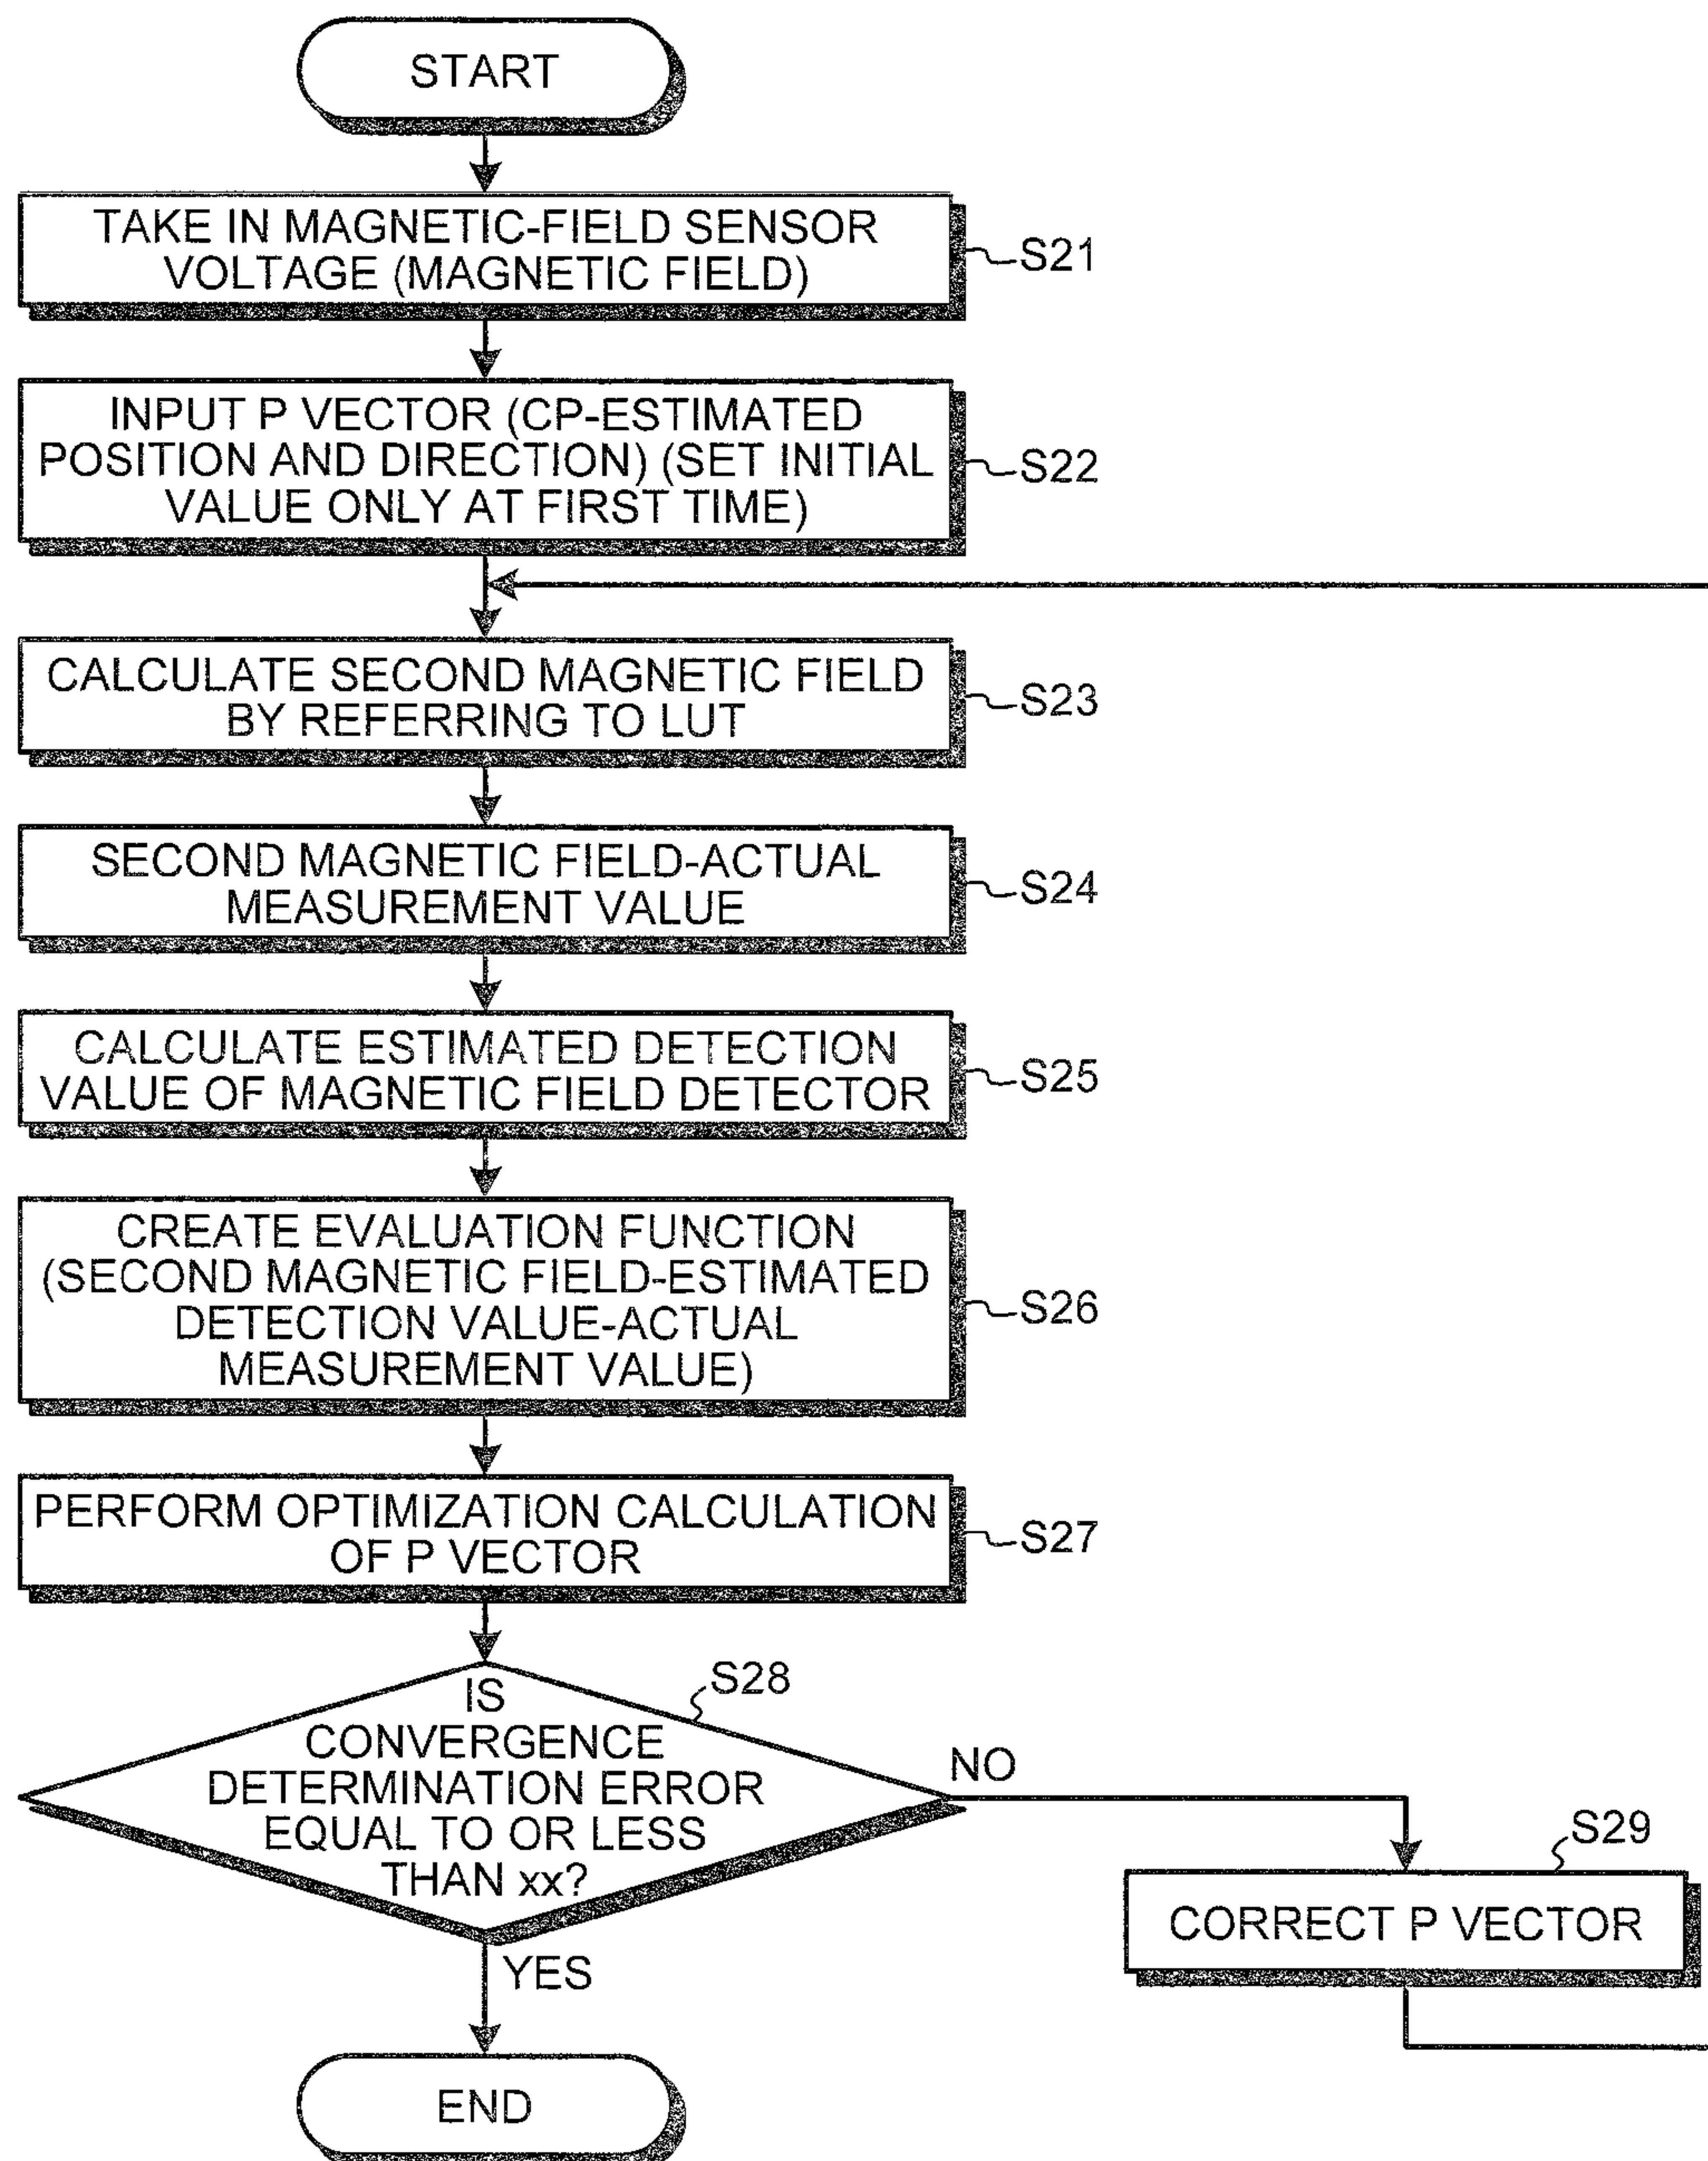 START
TAKE IN MAGNETIC-FIELD SENSOR
VOLTAGE (MAGNETIC FIELD)
S21
INPUT P VECTOR (CP-ESTIMATED
POSITION AND DIRECTION) (SET INITIAL
VALUE ONLY AT FIRST TIME)
S22
CALCULATE SECOND MAGNETIC FIELD
BY REFERRING TO LUT
S23
SECOND MAGNETIC FIELD-ACTUAL
MEASUREMENT VALUE
S24
CALCULATE ESTIMATED DETECTION
VALUE OF MAGNETIC FIELD DETECTOR
S25
CREATE EVALUATION FUNCTION
(SECOND MAGNETIC FIELD-ESTIMATED
DETECTION VALUE-ACTUAL
MEASUREMENT VALUE)
S26
PERFORM OPTIMIZATION CALCULATION
OF P VECTOR
S27
S28
IS
CONVERGENCE
DETERMINATION ERROR
EQUAL TO OR LESS
THAN xx?
NO
S29
CORRECT P VECTOR
YES
END